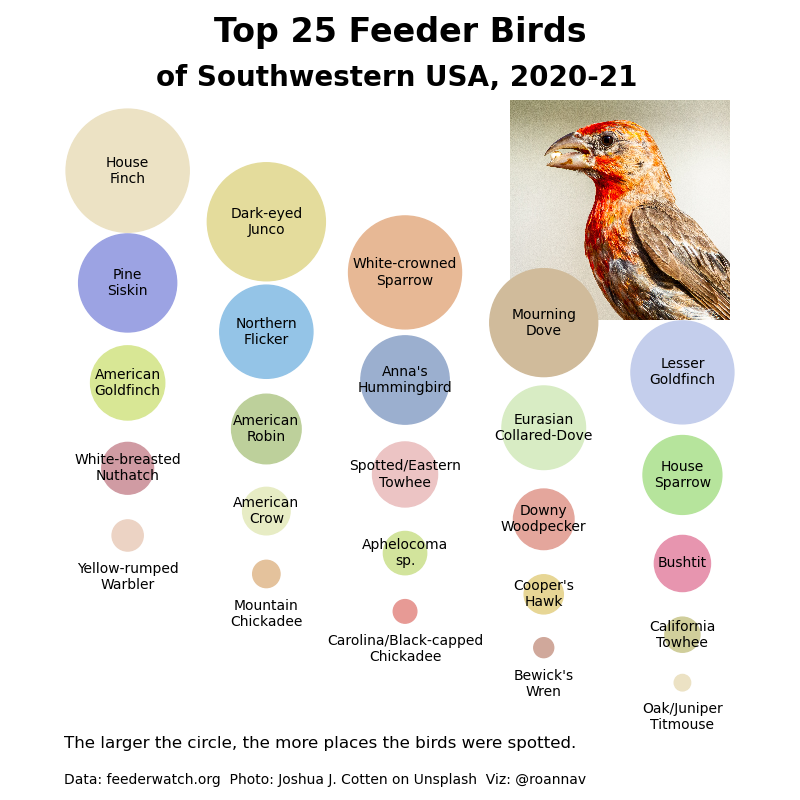 Top 25 Feeder Birds
of Southwestern USA, 2020-21
House
Finch
Dark-eyed
Junco
White-crowned
Sparrow
Mourning
Dove
Lesser
Goldfinch
Pine
Siskin
Northern
Flicker
Anna's
Hummingbird
Eurasian
Collared-Dove
House
Sparrow
American
Goldfinch
American
Robin
Spotted/Eastern
Towhee
Downy
Woodpecker
Bushtit
White-breasted
Nuthatch
American
Crow
Aphelocoma
sp.
Cooper's
Hawk
California
Towhee
Yellow-rumped
Warbler
Mountain
Chickadee
Carolina/Black-capped
Chickadee
Bewick's
Wren
Oak/Juniper
Titmouse
The larger the circle, the more places the birds were spotted.
Data: feederwatch.org  Photo: Joshua J. Cotten on Unsplash  Viz: @roannav